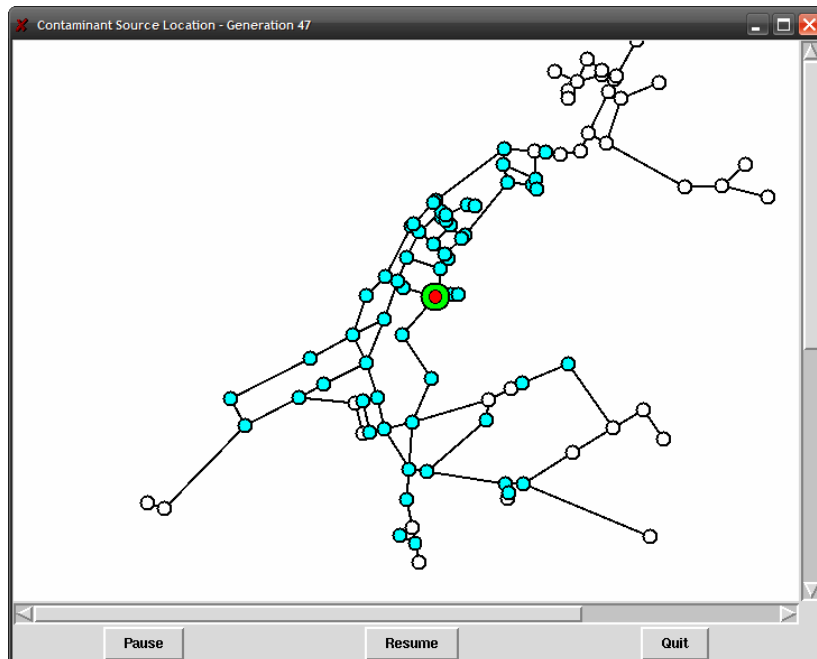 Contaminant Source Location - Generation 47
Pause Resume Quit